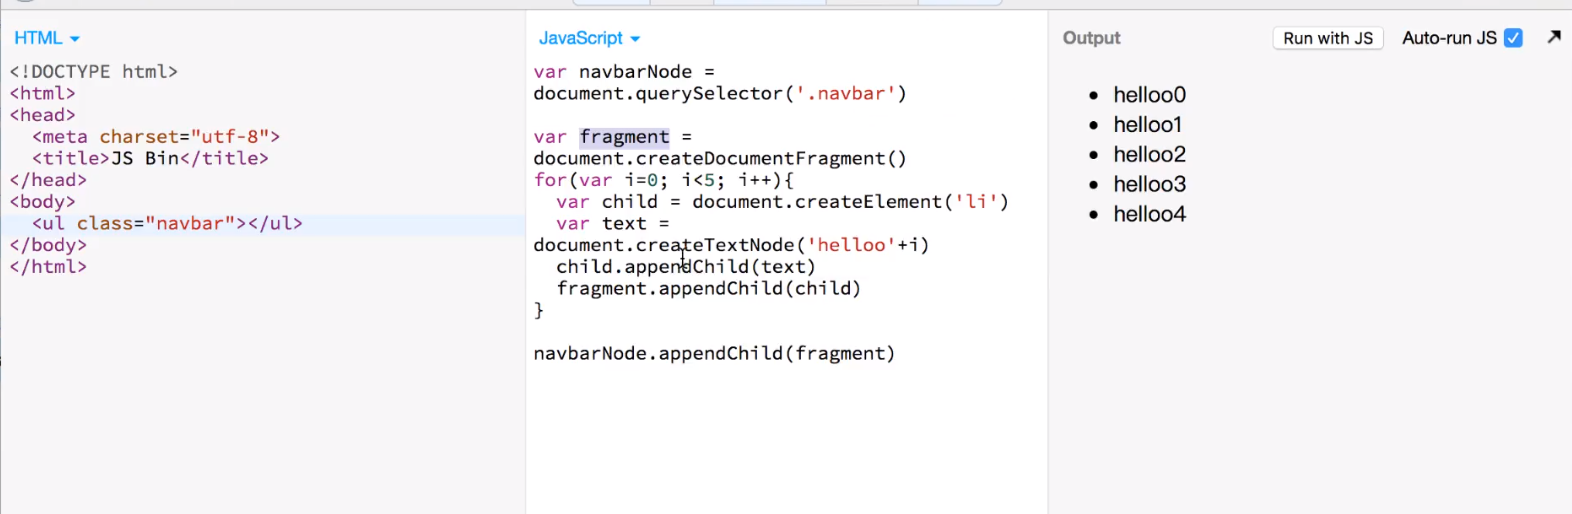 HTML
<!DOCTYPE html>
<html>
<head>
  <meta charset="utf-8">
  <title>JS Bin</title>
</head>
<body>
  <ul class="navbar"></ul>
</body>
</html>
JavaScript
var navbarNode =
document.querySelector('.navbar')

var fragment =
document.createDocumentFragment()
for(var i=0; i<5; i++){
  var child = document.createElement('li')
  var text =
document.createTextNode('helloo'+i)
  child.appendChild(text)
  fragment.appendChild(child)
}

navbarNode.appendChild(fragment)
Output
Run with JS
Auto-run JS
helloo0
helloo1
helloo2
helloo3
helloo4